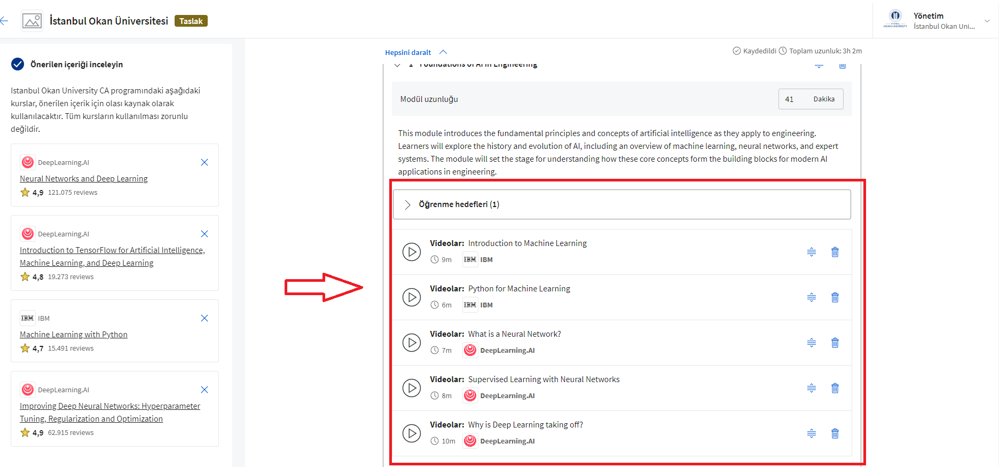 İstanbul Okan Üniversitesi Taslak
OKAN UNIVERSITY
Yönetim
İstanbul Okan Uni...
Önerilen içeriği inceleyin
Istanbul Okan University CA programındaki aşağıdaki
kurslar, önerilen içerik için olası kaynak olarak
kullanılacaktır. Tüm kursların kullanılması zorunlu
değildir.
DeepLearning.AI
Neural Networks and Deep Learning
4,9 121.075 reviews
DeepLearning.AI
Introduction to TensorFlow for Artificial Intelligence,
Machine Learning, and Deep Learning
4,8 19.273 reviews
IBM IBM
Machine Learning with Python
4,7 15.491 reviews
DeepLearning.AI
Improving Deep Neural Networks: Hyperparameter
Tuning, Regularization and Optimization
4,9 62.915 reviews
Hepsini daralt
Kaydedildi Toplam uzunluk: 3h 2m
1 Foundations of AI in Engineering
Modül uzunluğu
41 Dakika
This module introduces the fundamental principles and concepts of artificial intelligence as they apply to engineering.
Learners will explore the history and evolution of AI, including an overview of machine learning, neural networks, and expert
systems. The module will set the stage for understanding how these core concepts form the building blocks for modern AI
applications in engineering.
Öğrenme hedefleri (1)
Videolar: Introduction to Machine Learning
9m IBM IBM
Videolar: Python for Machine Learning
6m IBM IBM
Videolar: What is a Neural Network?
7m DeepLearning.AI
Videolar: Supervised Learning with Neural Networks
8m DeepLearning.AI
Videolar: Why is Deep Learning taking off?
10m DeepLearning.AI